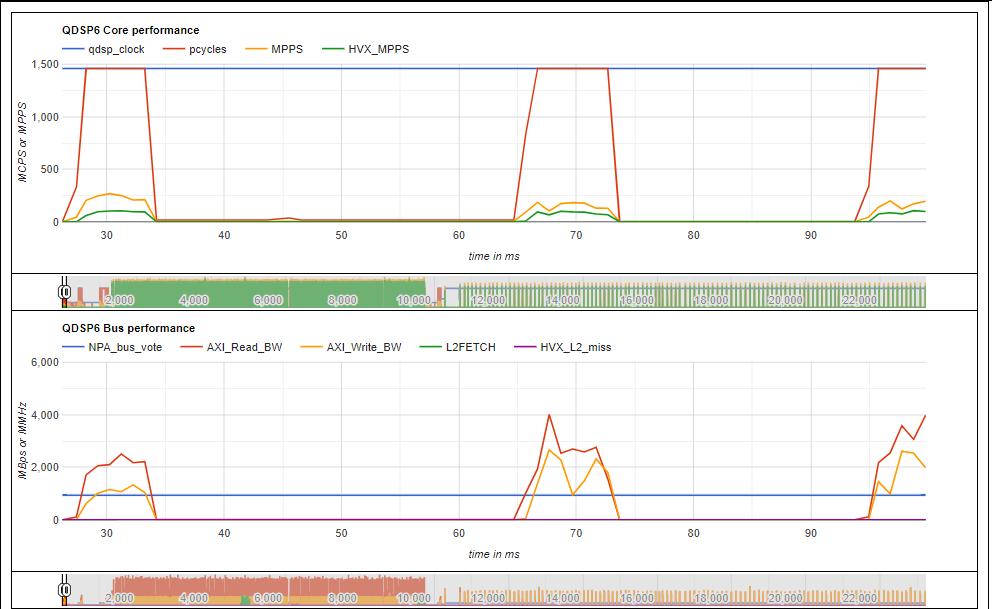 QDSP6 Core performance
qdsp_clock pcycles MPPS HVX_MPPS
1,500
1,000
500
0
MCPS or MPPS
30 40 50 60 70 80 90
time in ms
2,000 4,000 6,000 8,000 10,000 12,000 14,000 16,000 18,000 20,000 22,000
QDSP6 Bus performance
NPA_bus_vote AXI_Read_BW AXI_Write_BW L2FETCH HVX_L2_miss
6,000
4,000
2,000
0
MBps or MMHz
30 40 50 60 70 80 90
time in ms
2,000 4,000 6,000 8,000 10,000 12,000 14,000 16,000 18,000 20,000 22,000